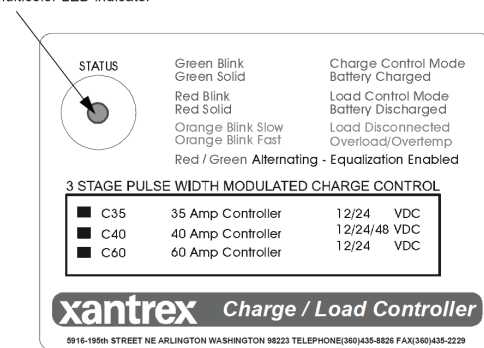 STATUS
Green Blink Charge Control Mode
Green Solid Battery Charged
Red Blink Load Control Mode
Red Solid Battery Discharged
Orange Blink Slow Load Disconnected
Orange Blink Fast Overload/Overtemp
Red / Green Alternating - Equalization Enabled
3 STAGE PULSE WIDTH MODULATED CHARGE CONTROL
C35 35 Amp Controller 12/24 VDC
C40 40 Amp Controller 12/24/48 VDC
C60 60 Amp Controller 12/24 VDC
xantrex Charge / Load Controller
5916-195th STREET NE ARLINGTON WASHINGTON 98223 TELEPHONE(360)435-8826 FAX(360)435-2229